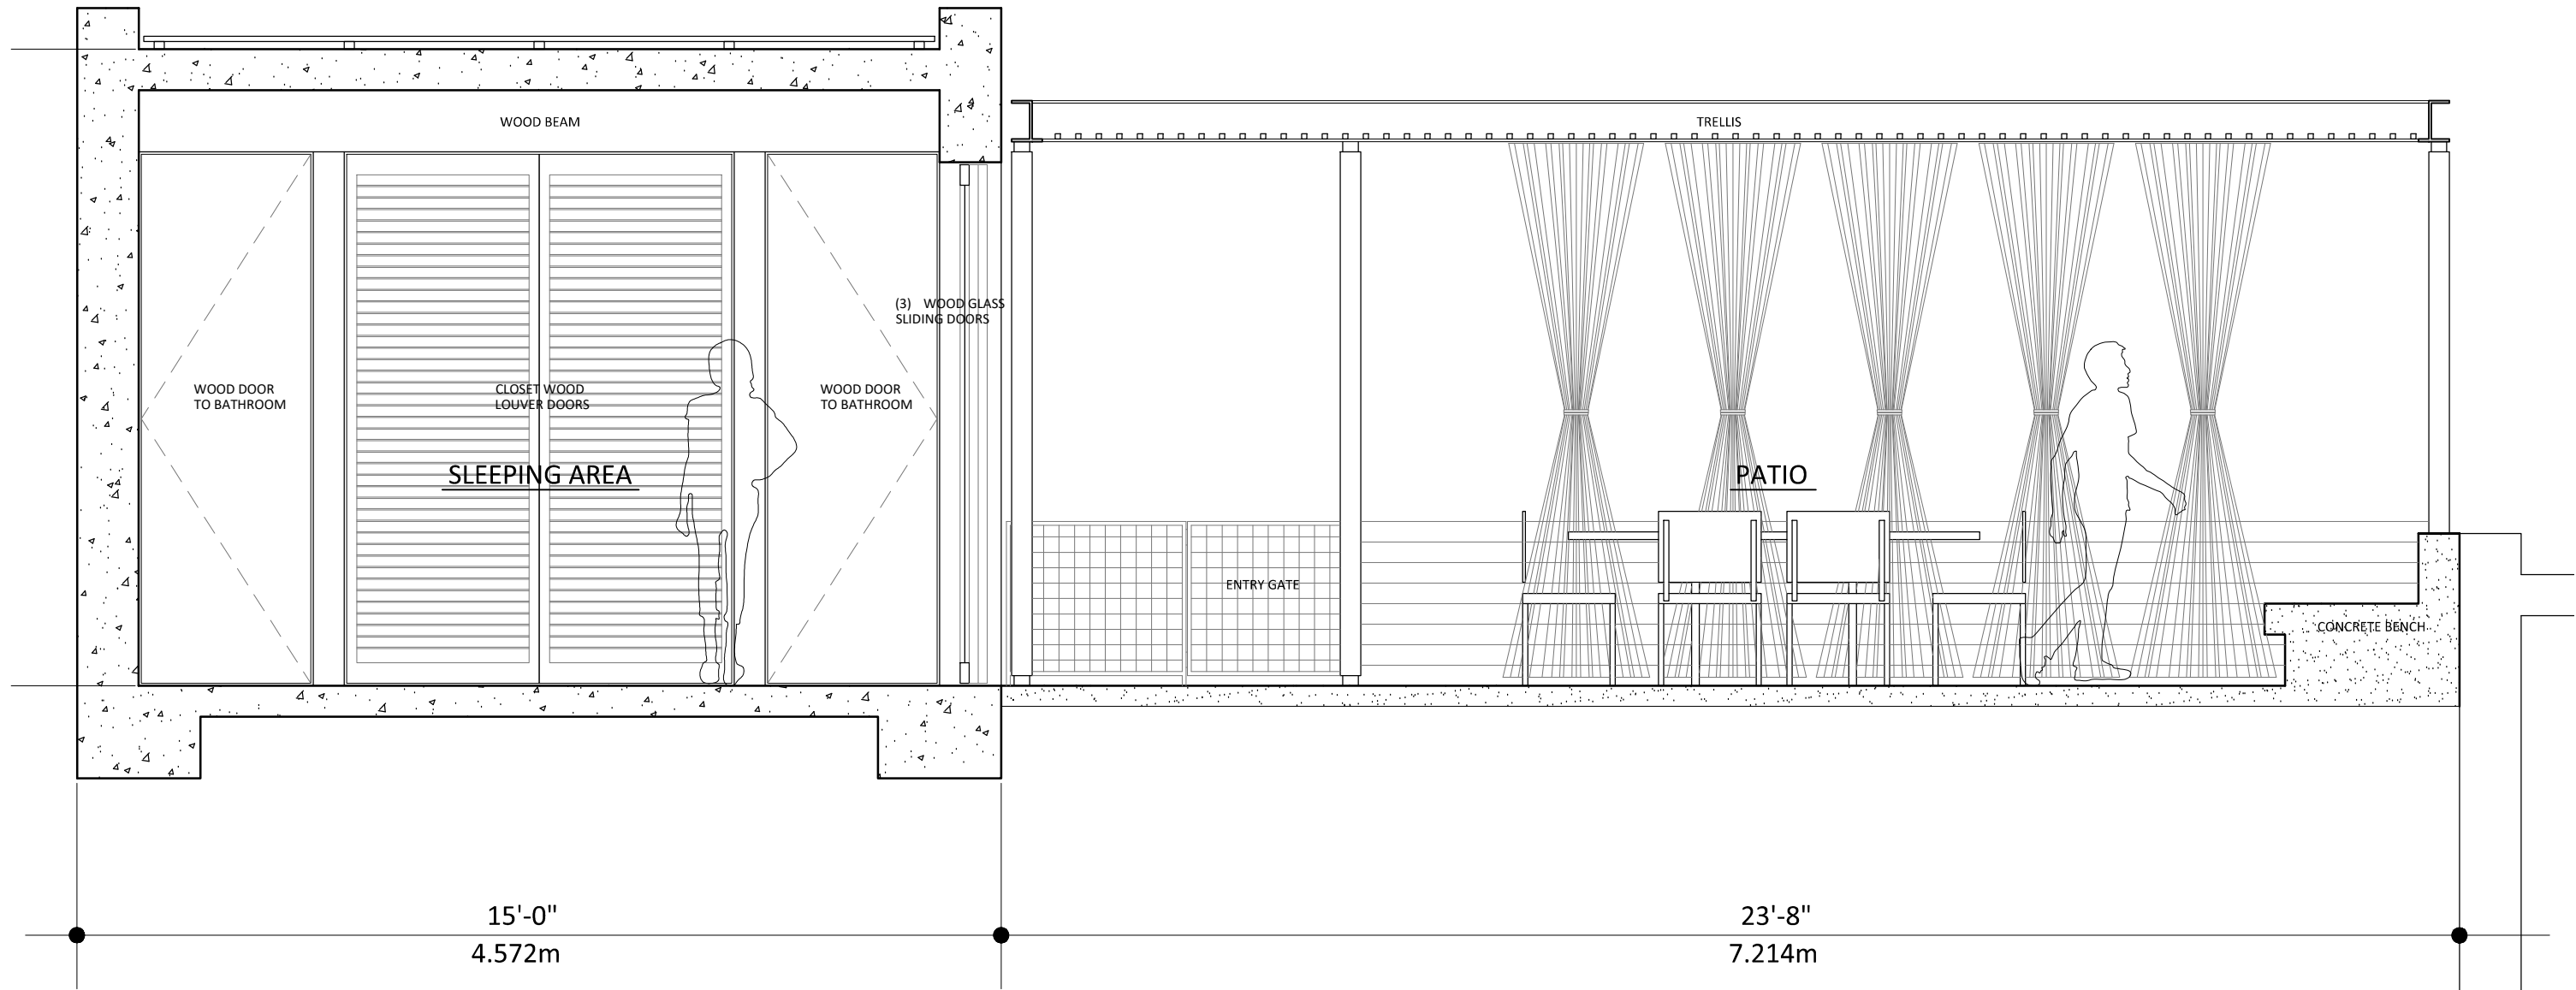 WOOD BEAM
TRELLIS
(3) WOOD GLASS
SLIDING DOORS
WOOD DOOR
TO BATHROOM
CLOSET WOOD
LOUVER DOORS
WOOD DOOR
TO BATHROOM
SLEEPING AREA
PATIO
ENTRY GATE
CONCRETE BENCH
15'-0"
4.572m
23'-8"
7.214m